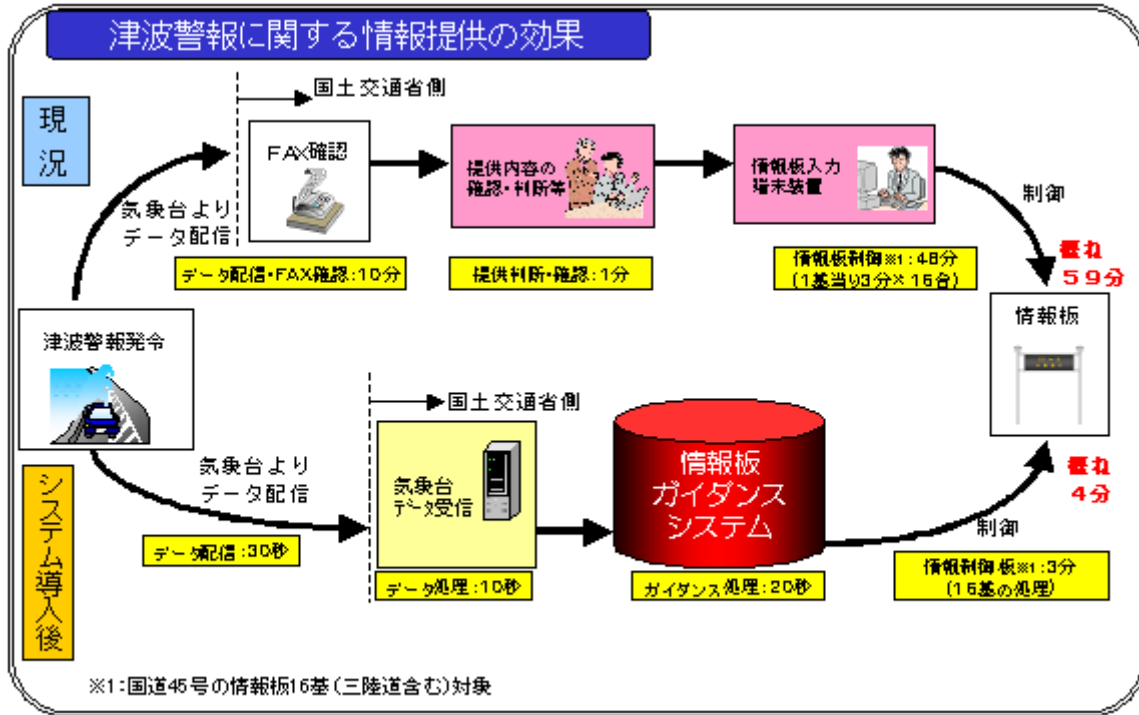 津波警報に関する情報提供の効果
現況
国土交通省側
FAX確認
提供内容の
確認・判断等
情報板入力
端末装置
制御
気象台より
データ配信
データ配信・FAX確認:10分
提供判断・確認:1分
情報板制御※1:48分
(1基当り3分×16台)
概ね
59分
津波警報発令
情報板
国土交通省側
気象台より
データ配信
気象台
データ受信
情報板
ガイダンス
システム
概ね
4分
制御
データ配信:30秒
データ処理:10秒
ガイダンス処理:20秒
情報制御板※1:3分
(16基の処理)
システム導入後
※1:国道45号の情報板16基(三陸道含む)対象